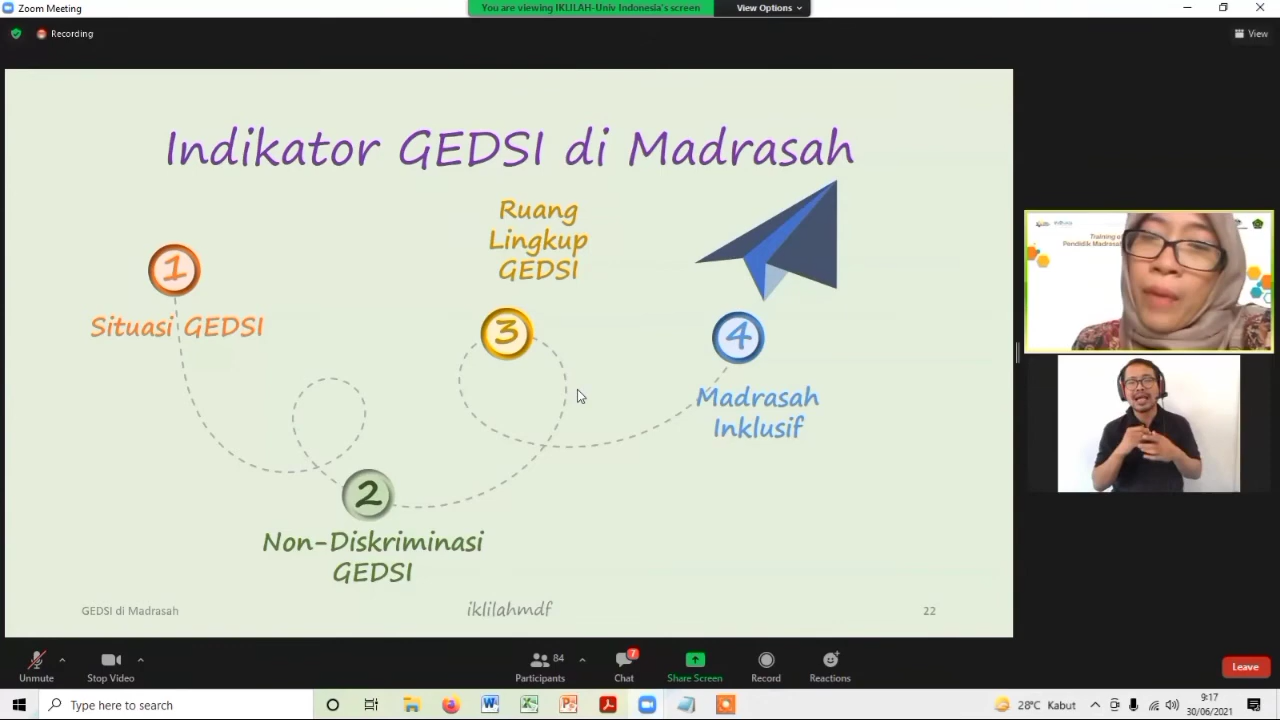 Zoom Meeting
You are viewing IKLILAH-Univ Indonesia's screen
View Options
Recording
View
Indikator GEDSI di Madrasah
1
Situasi GEDSI
2
Non-Diskriminasi
GEDSI
Ruang
Lingkup
GEDSI
3
4
Madrasah
Inklusif
GEDSI di Madrasah
iklilahmdf
22
Training o
Pendidik Madrasa
Unmute
Stop Video
84
Participants
7
Chat
Share Screen
Record
Reactions
Leave
Type here to search
28°C Kabut
9:17
30/06/2021